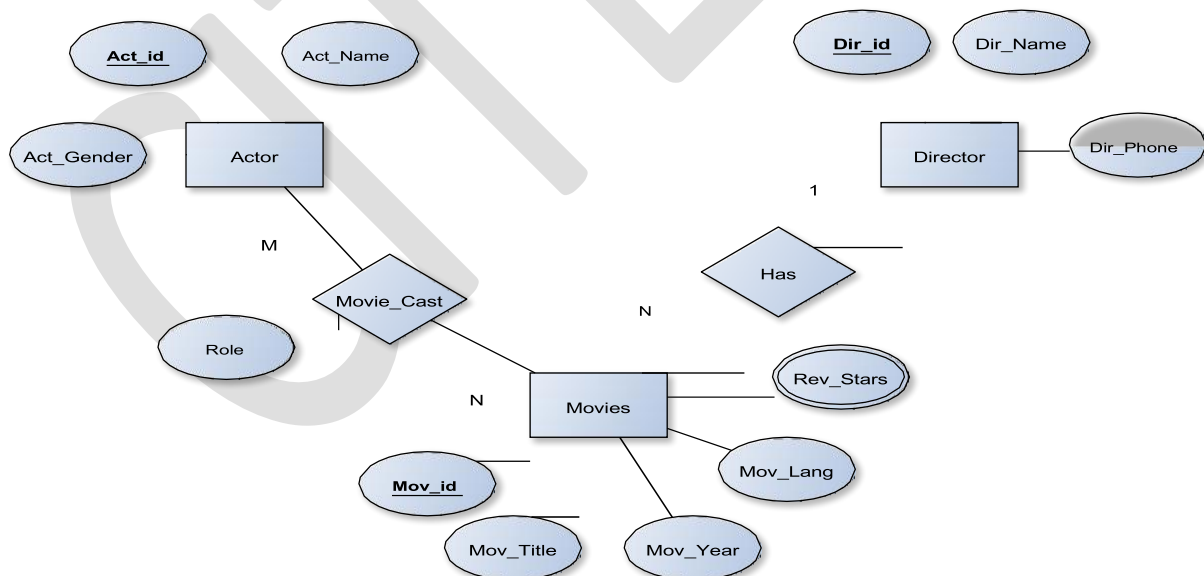 Act_id
Act_Name
Dir_id
Dir_Name
Act_Gender
Actor
Director
Dir_Phone
1
M
Has
Movie_Cast
N
Role
Rev_Stars
N
Movies
Mov_Lang
Mov_id
Mov_Title
Mov_Year